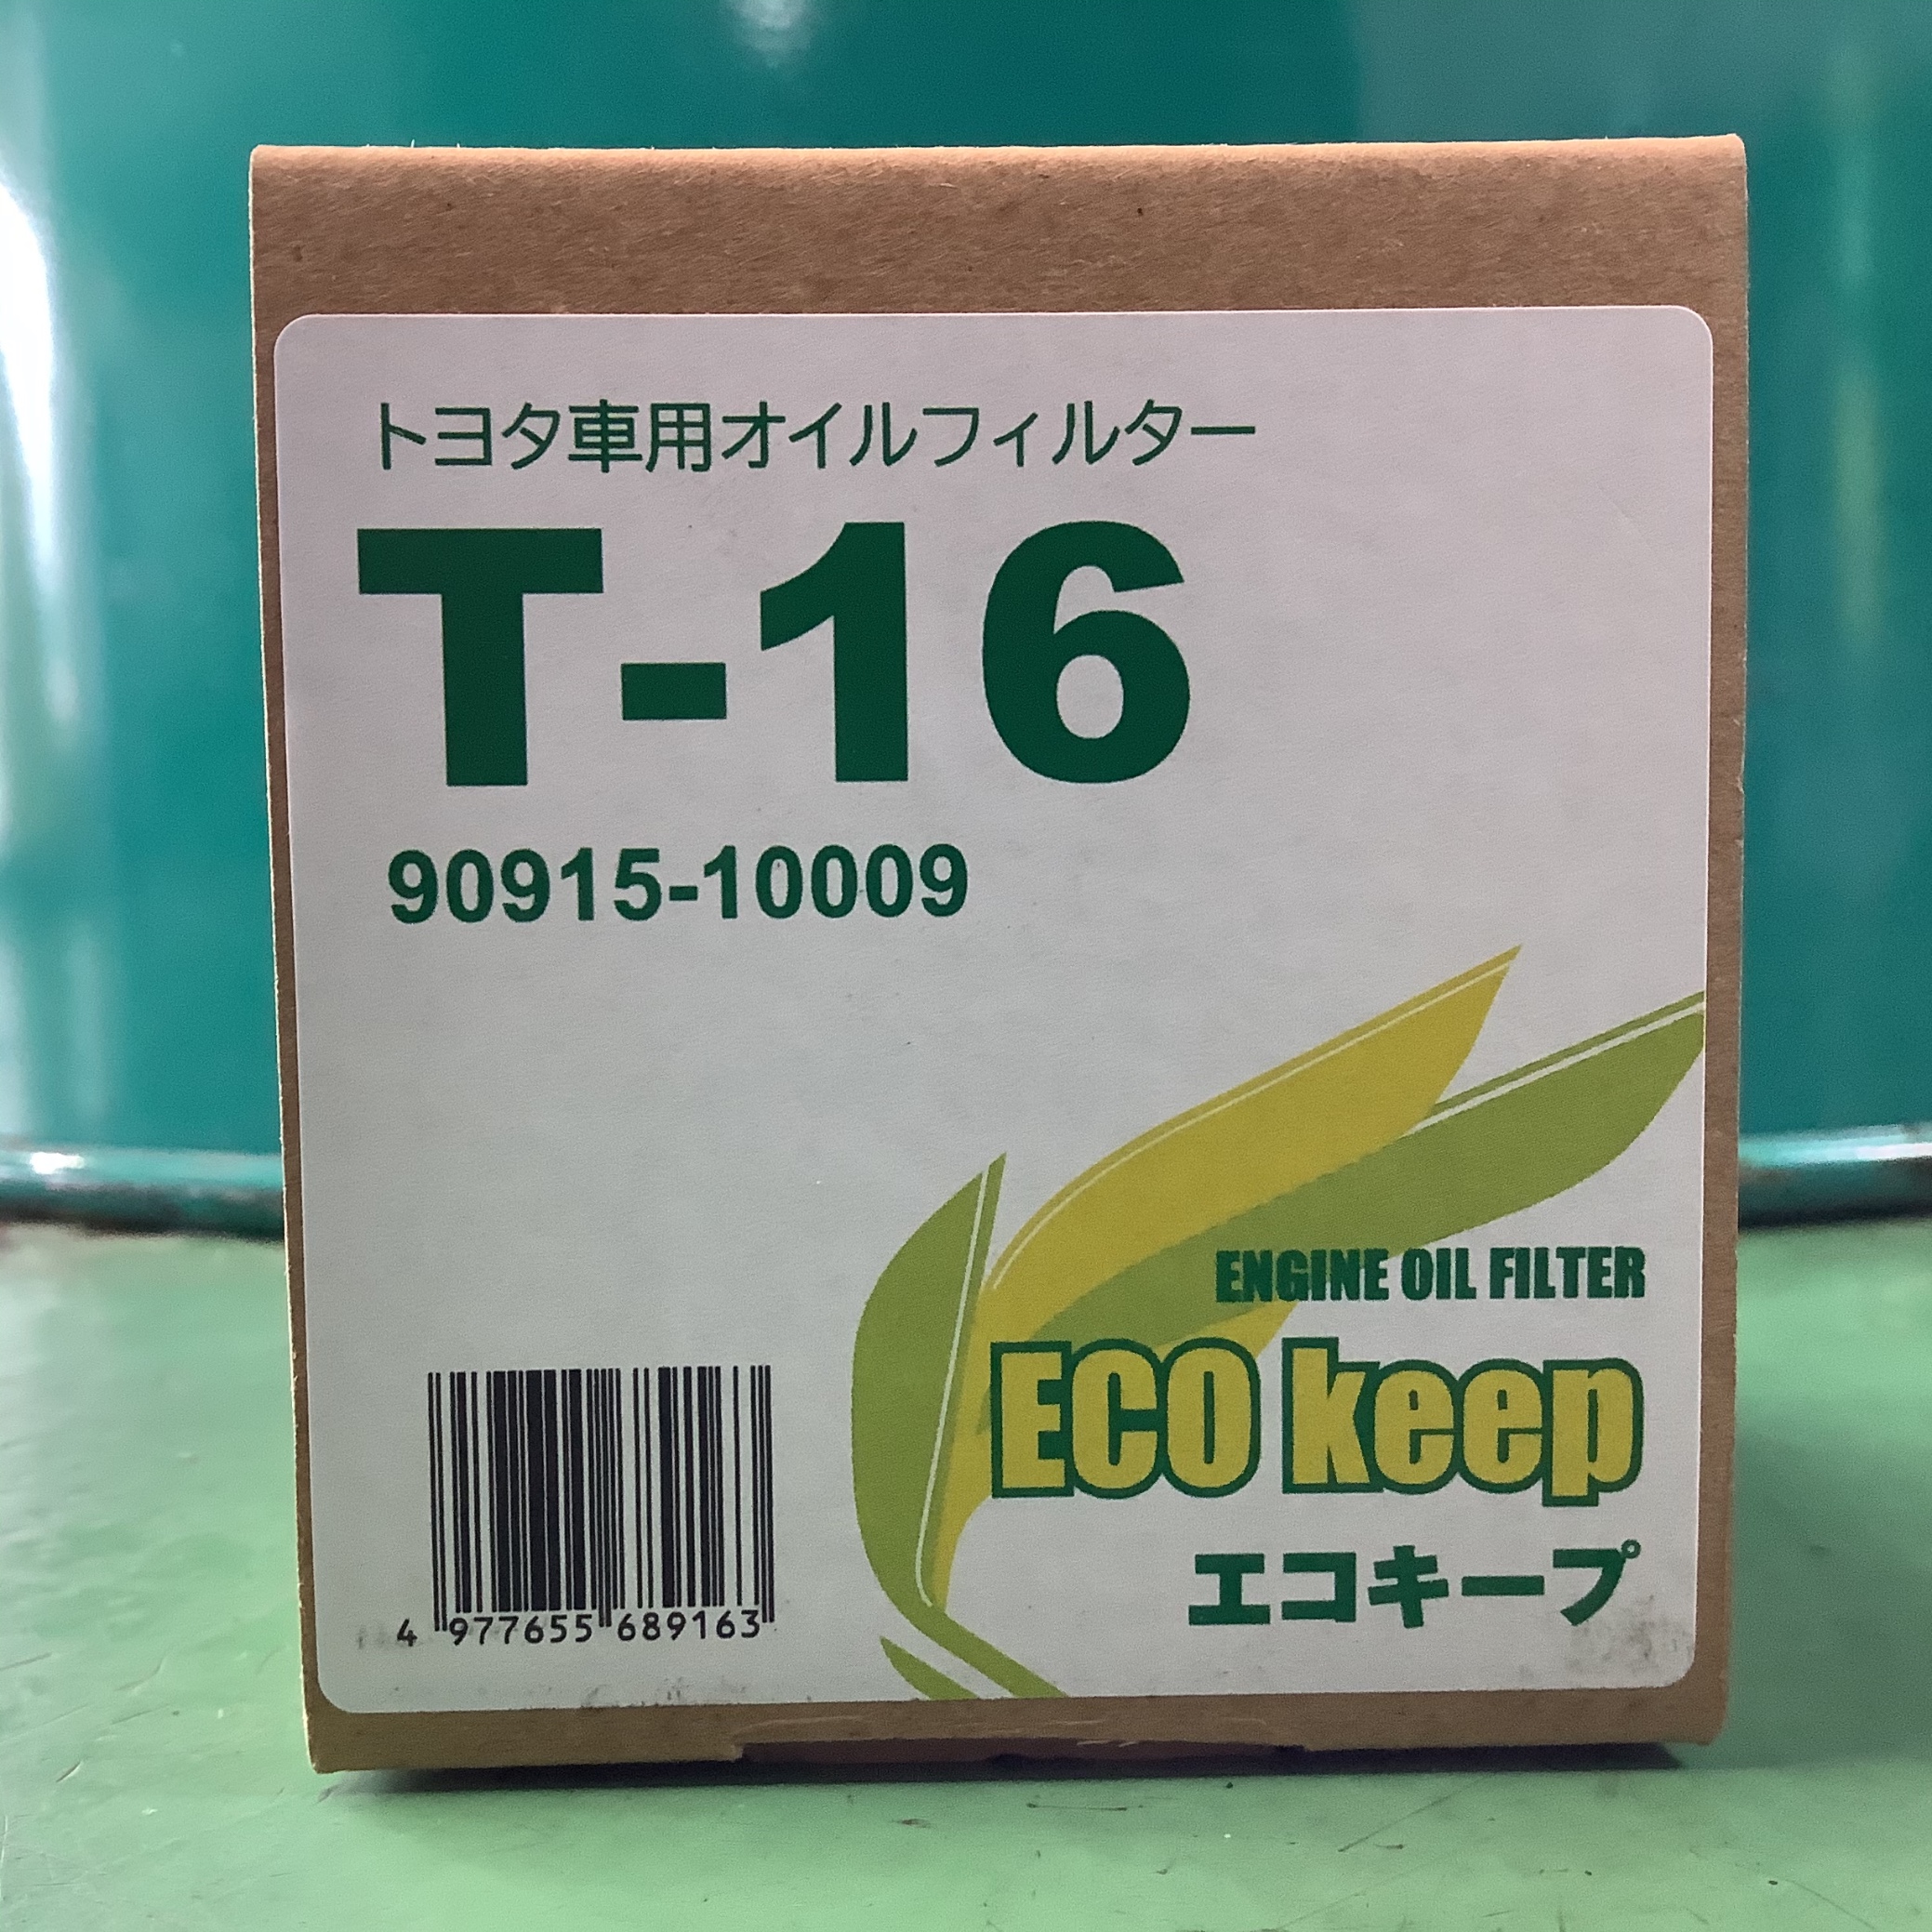 トヨタ車用オイルフィルター
T-16
90915-10009
ENGINE OIL FILTER
ECO keep
エコキープ
4 977655 689163